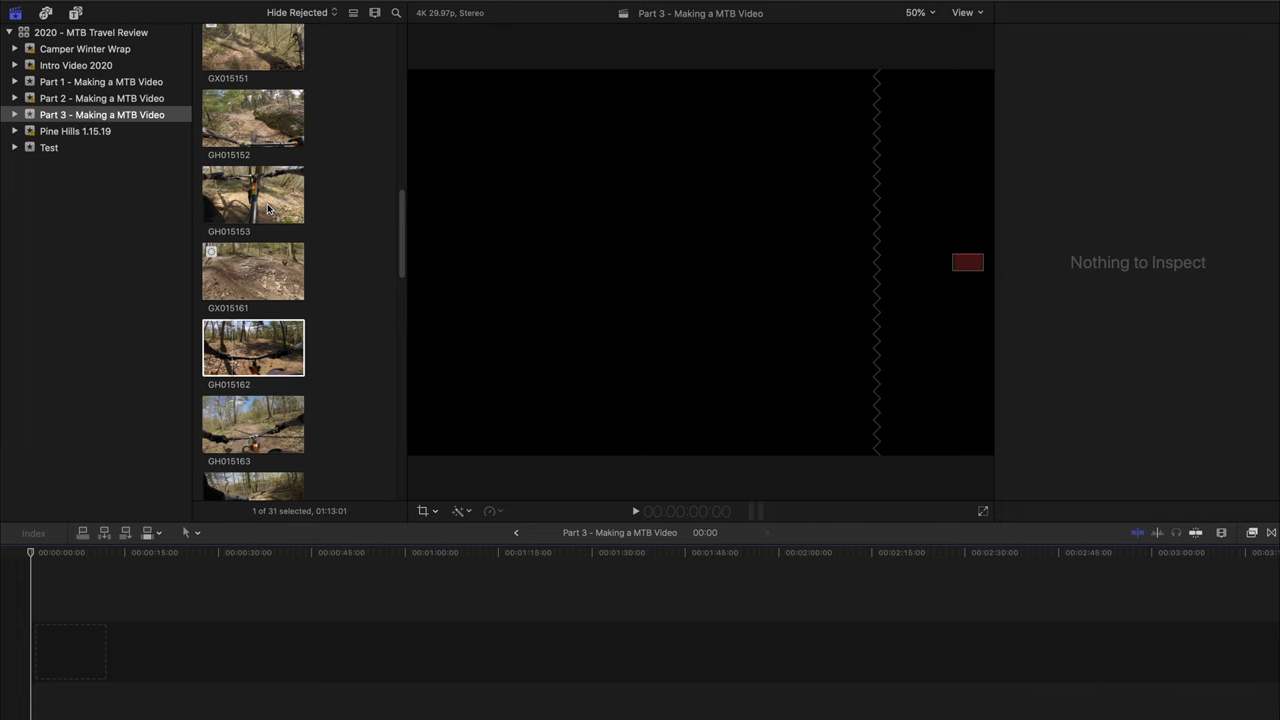 Hide Rejected
4K 29.97p, Stereo
Part 3 - Making a MTB Video
50%
View
2020 - MTB Travel Review
Camper Winter Wrap
Intro Video 2020
Part 1 - Making a MTB Video
Part 2 - Making a MTB Video
Part 3 - Making a MTB Video
Pine Hills 1.15.19
Test
GX015151
GH015152
GH015153
GX015161
GH015162
GH015163
1 of 31 selected, 01:13:01
00:00:00:00
Nothing to Inspect
Index
Part 3 - Making a MTB Video
00:00
00:00:00:00
00:00:15:00
00:00:30:00
00:00:45:00
00:01:00:00
00:01:15:00
00:01:30:00
00:01:45:00
00:02:00:00
00:02:15:00
00:02:30:00
00:02:45:00
00:03:00:00
00:03: